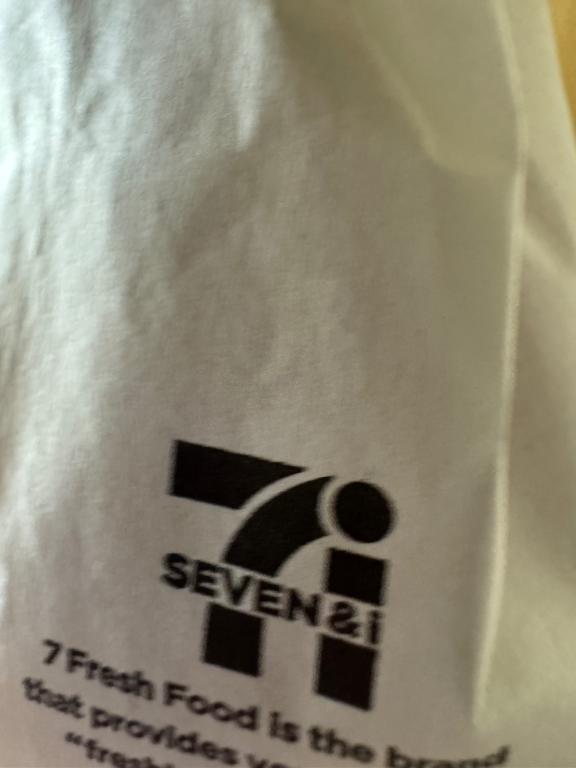 SEVEN&i
7 Fresh Food is the brand
that provides